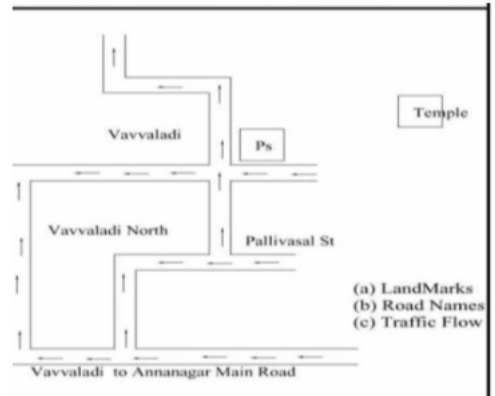 Temple
Vavvaladi
Ps
Vavvaladi North
Pallivasal St
(a) LandMarks
(b) Road Names
(c) Traffic Flow
Vavvaladi to Annanagar Main Road